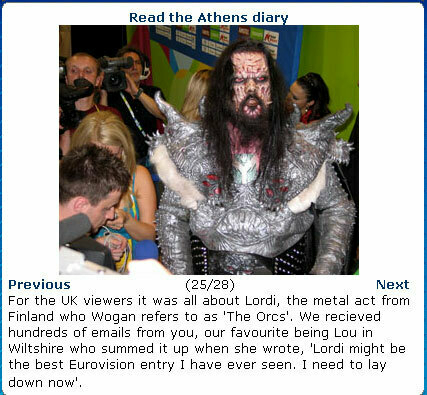 Read the Athens diary
Previous (25/28) Next
For the UK viewers it was all about Lordi, the metal act from
Finland who Wogan refers to as 'The Orcs'. We recieved
hundreds of emails from you, our favourite being Lou in
Wiltshire who summed it up when she wrote, 'Lordi might be
the best Eurovision entry I have ever seen. I need to lay
down now'.